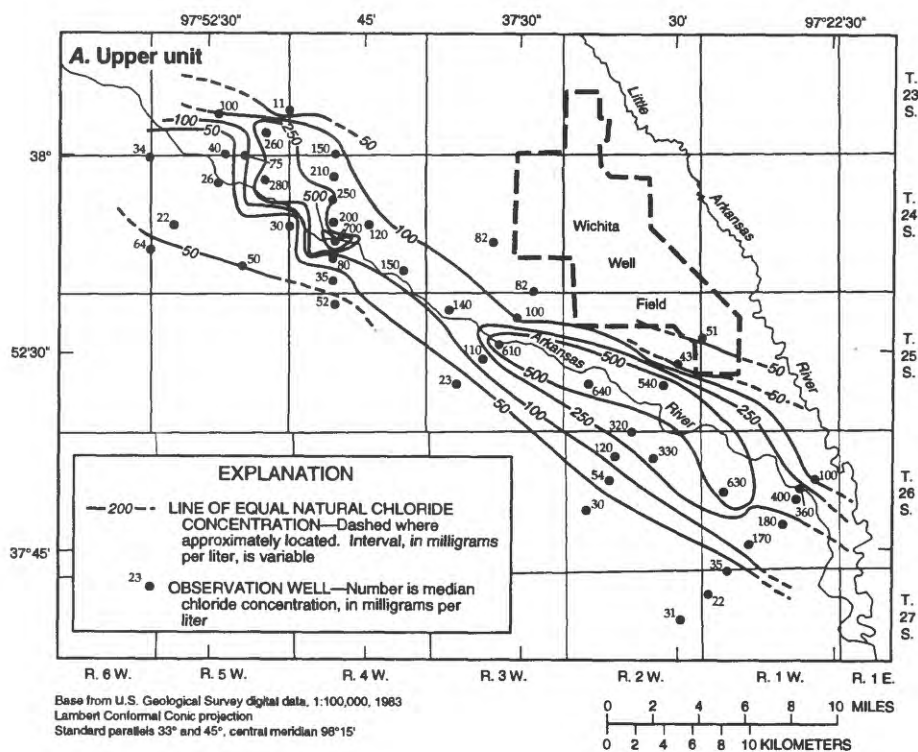 97°52'30" 45' 37'30" 30' 97°22'30"
A. Upper unit
T. 23 S.
T. 24 S.
T. 25 S.
T. 26 S.
T. 27 S.
38°
52'30"
37°45'
Little Arkansas River
Wichita
Well
Field
Arkansas River
100
11
50
100
50
250
260
150
34
40
75
26
280
210
250
500
200
700
120
22
30
64
50
50
80
35
52
150
100
82
82
140
100
110
610
51
43
50
50
23
500
640
540
500
250
50
100
250
320
120
330
54
30
630
100
400
360
180
170
35
22
31
EXPLANATION
200 LINE OF EQUAL NATURAL CHLORIDE
CONCENTRATION—Dashed where
approximately located. Interval, in milligrams
per liter, is variable
23 OBSERVATION WELL—Number is median
chloride concentration, in milligrams per
liter
R. 6 W. R. 5 W. R. 4 W. R. 3 W. R. 2 W. R. 1 W. R. 1 E.
Base from U.S. Geological Survey digital data, 1:100,000, 1983
Lambert Conformal Conic projection
Standard parallels 33° and 45°, central meridian 98°15'
0 2 4 6 8 10 MILES
0 2 4 6 8 10 KILOMETERS